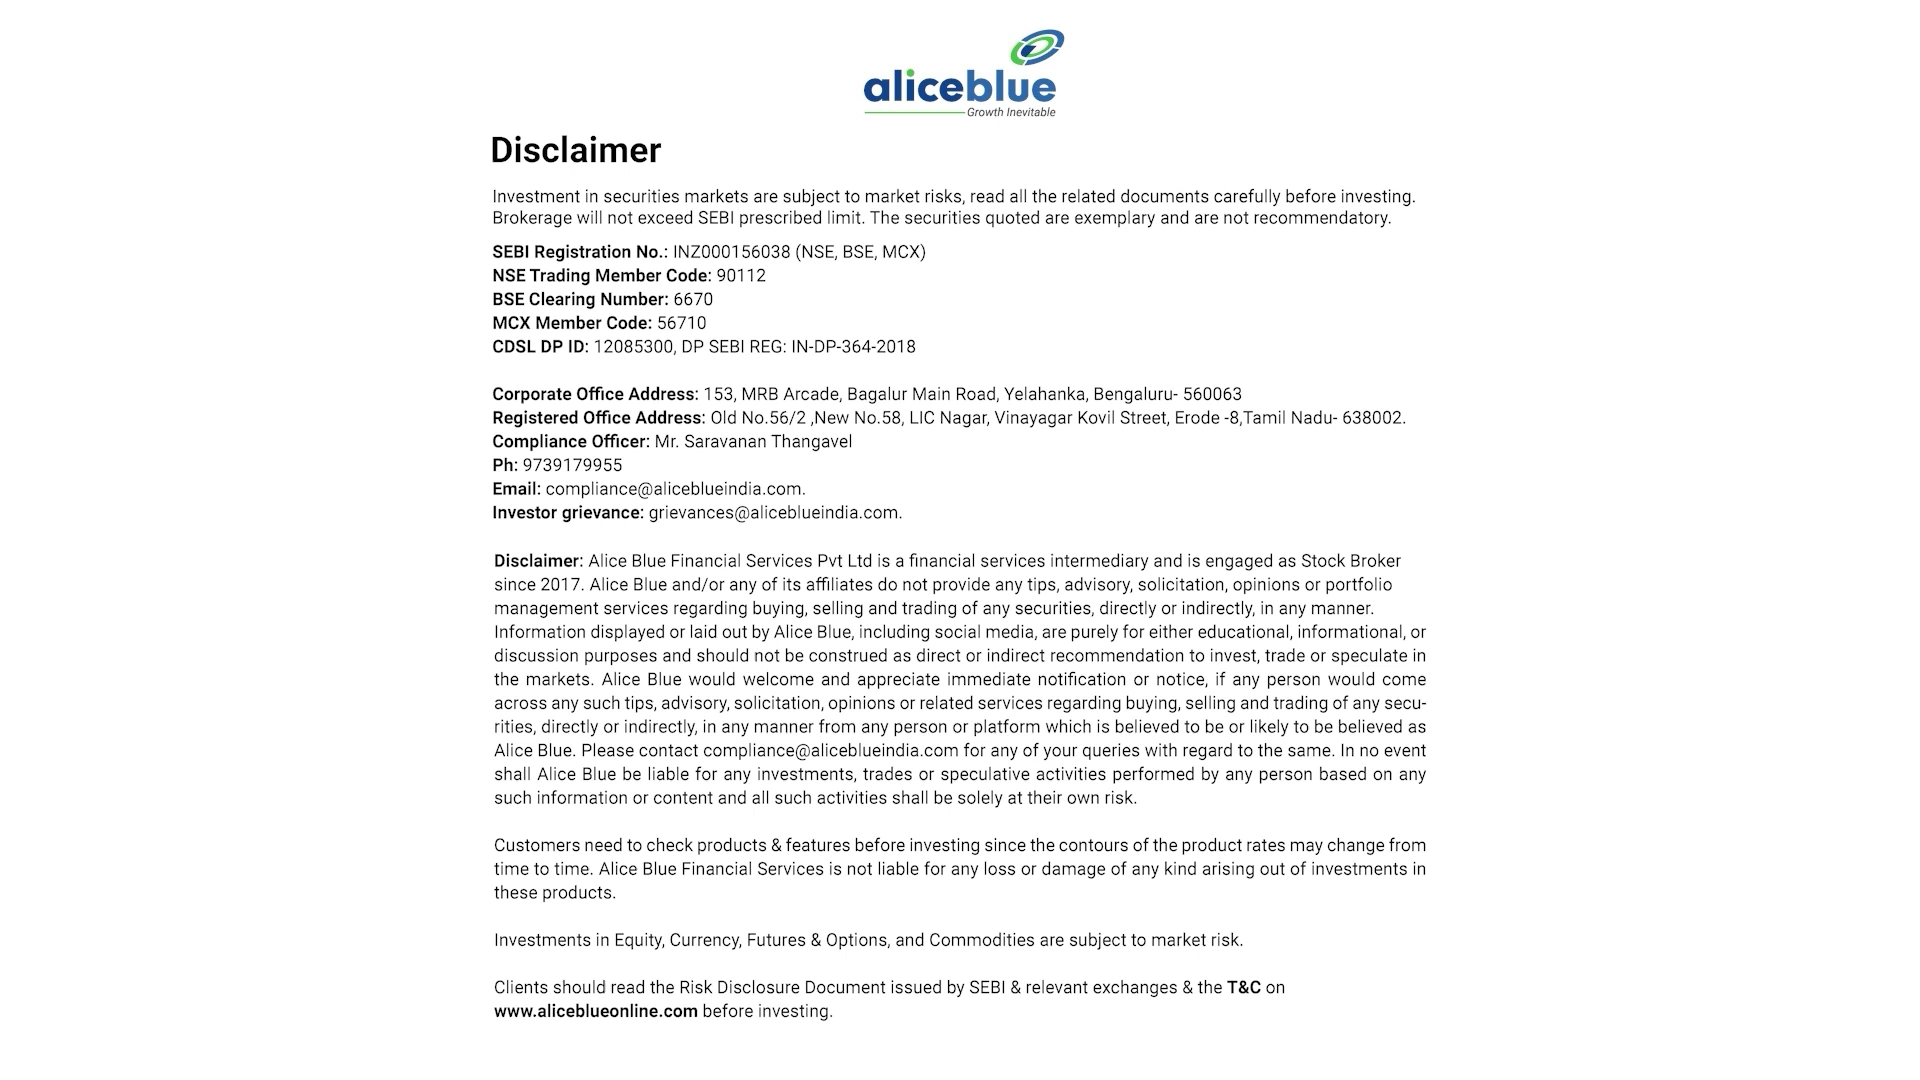 aliceblue
Growth Inevitable
Disclaimer
Investment in securities markets are subject to market risks, read all the related documents carefully before investing.
Brokerage will not exceed SEBI prescribed limit. The securities quoted are exemplary and are not recommendatory.
SEBI Registration No.: INZ000156038 (NSE, BSE, MCX)
NSE Trading Member Code: 90112
BSE Clearing Number: 6670
MCX Member Code: 56710
CDSL DP ID: 12085300, DP SEBI REG: IN-DP-364-2018
Corporate Office Address: 153, MRB Arcade, Bagalur Main Road, Yelahanka, Bengaluru- 560063
Registered Office Address: Old No.56/2 ,New No.58, LIC Nagar, Vinayagar Kovil Street, Erode -8,Tamil Nadu- 638002.
Compliance Officer: Mr. Saravanan Thangavel
Ph: 9739179955
Email: compliance@aliceblueindia.com.
Investor grievance: grievances@aliceblueindia.com.
Disclaimer: Alice Blue Financial Services Pvt Ltd is a financial services intermediary and is engaged as Stock Broker
since 2017. Alice Blue and/or any of its affiliates do not provide any tips, advisory, solicitation, opinions or portfolio
management services regarding buying, selling and trading of any securities, directly or indirectly, in any manner.
Information displayed or laid out by Alice Blue, including social media, are purely for either educational, informational, or
discussion purposes and should not be construed as direct or indirect recommendation to invest, trade or speculate in
the markets. Alice Blue would welcome and appreciate immediate notification or notice, if any person would come
across any such tips, advisory, solicitation, opinions or related services regarding buying, selling and trading of any secu-
rities, directly or indirectly, in any manner from any person or platform which is believed to be or likely to be believed as
Alice Blue. Please contact compliance@aliceblueindia.com for any of your queries with regard to the same. In no event
shall Alice Blue be liable for any investments, trades or speculative activities performed by any person based on any
such information or content and all such activities shall be solely at their own risk.
Customers need to check products & features before investing since the contours of the product rates may change from
time to time. Alice Blue Financial Services is not liable for any loss or damage of any kind arising out of investments in
these products.
Investments in Equity, Currency, Futures & Options, and Commodities are subject to market risk.
Clients should read the Risk Disclosure Document issued by SEBI & relevant exchanges & the T&C on
www.aliceblueonline.com before investing.